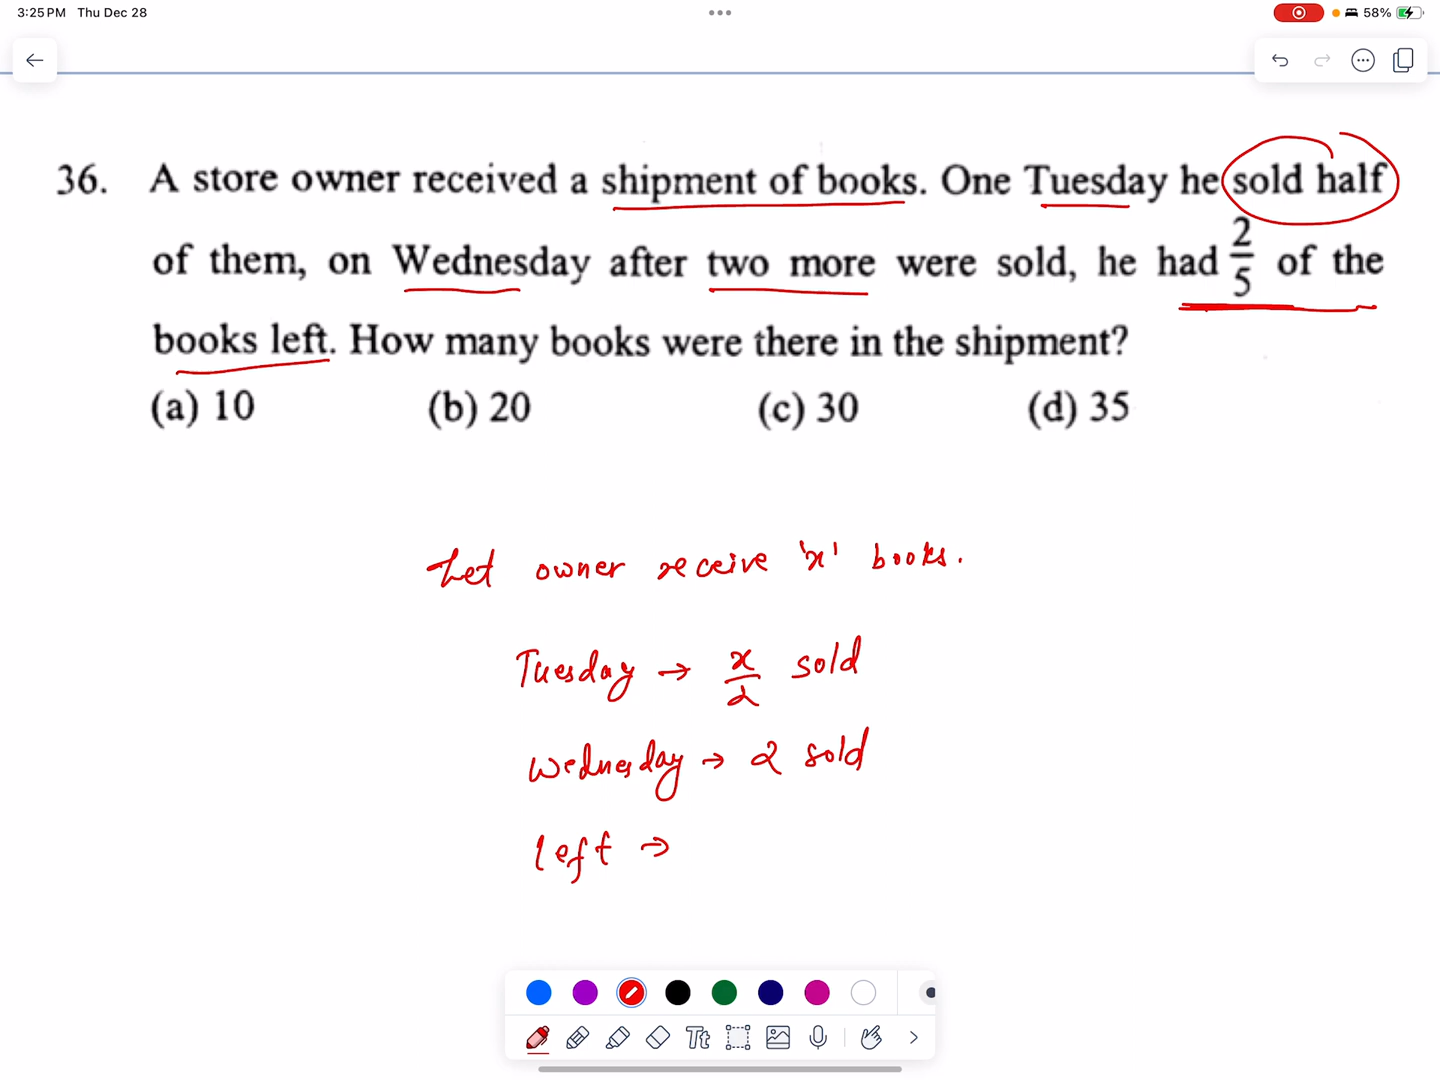 3:25 PM Thu Dec 28
58%
36. A store owner received a shipment of books. One Tuesday he sold half
of them, on Wednesday after two more were sold, he had 2/5 of the
books left. How many books were there in the shipment?
(a) 10 (b) 20 (c) 30 (d) 35
Let owner receive 'x' books.
Tuesday → x/2 sold
Wednesday → 2 sold
left →
Tt